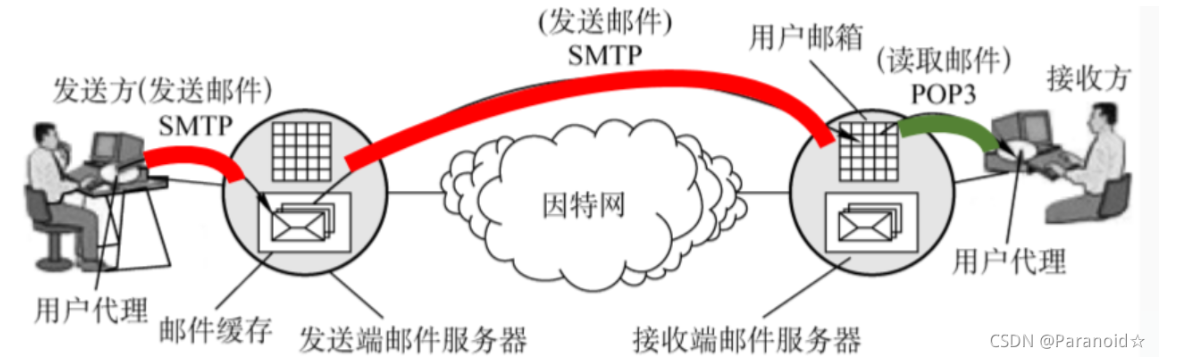 (发送邮件)
SMTP
用户邮箱
(读取邮件)
POP3
接收方
发送方(发送邮件)
SMTP
因特网
用户代理
用户代理
邮件缓存
发送端邮件服务器
接收端邮件服务器
CSDN @Paranoid☆